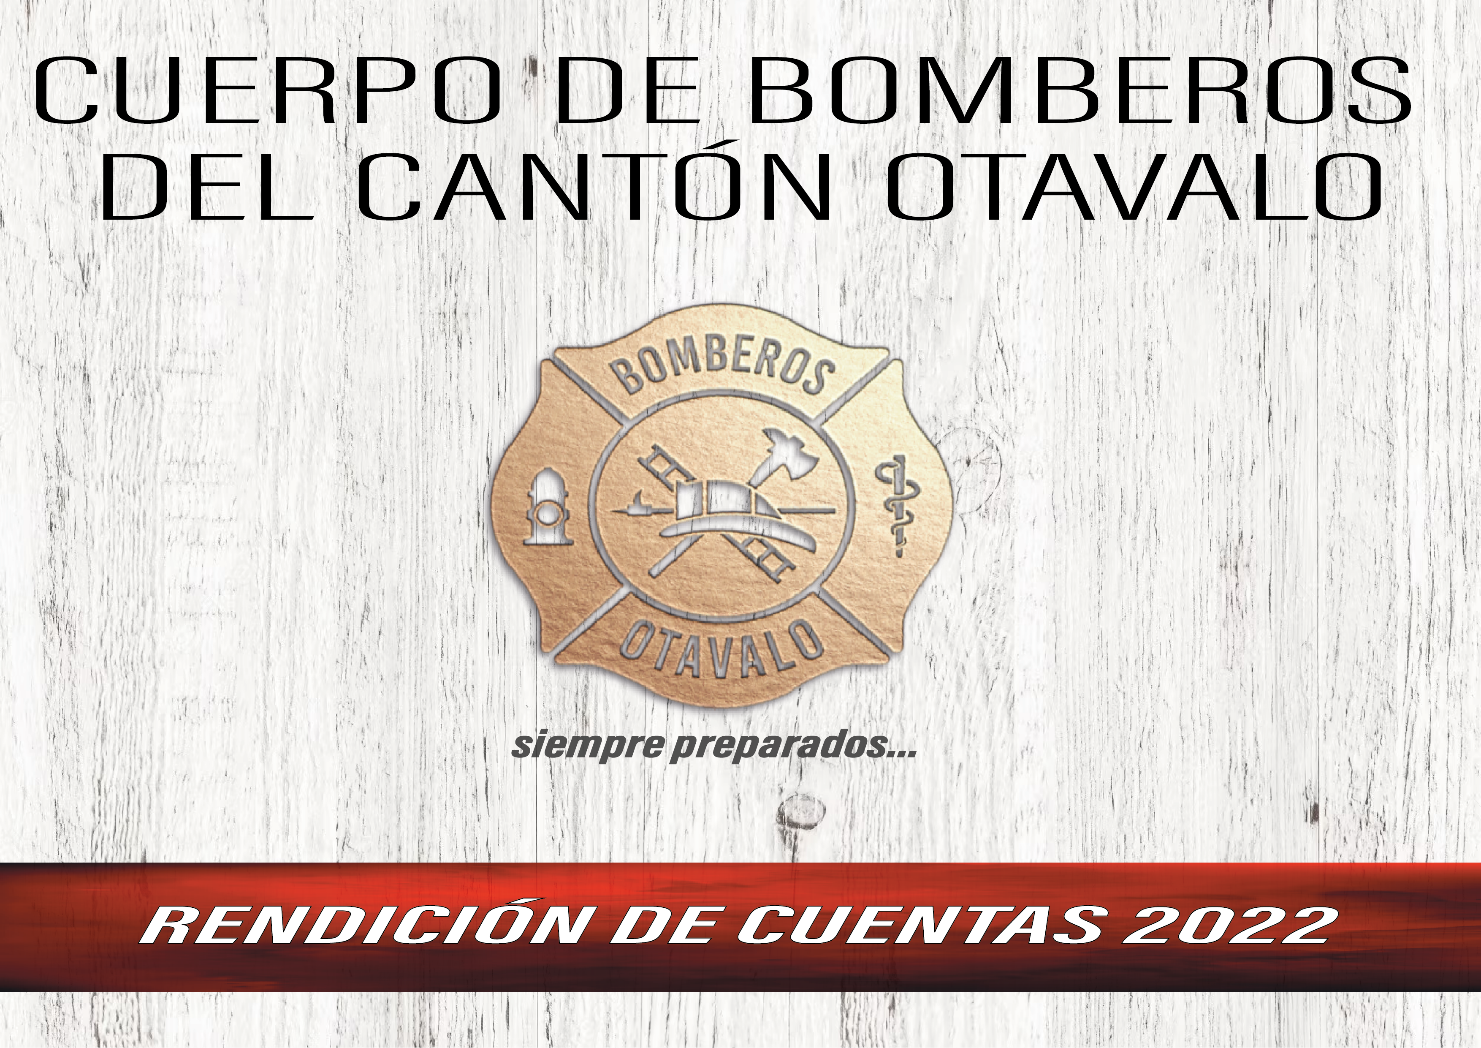 CUERPO DE BOMBEROS
DEL CANTÓN OTAVALO
BOMBEROS
OTAVALO
siempre preparados...
RENDICIÓN DE CUENTAS 2022